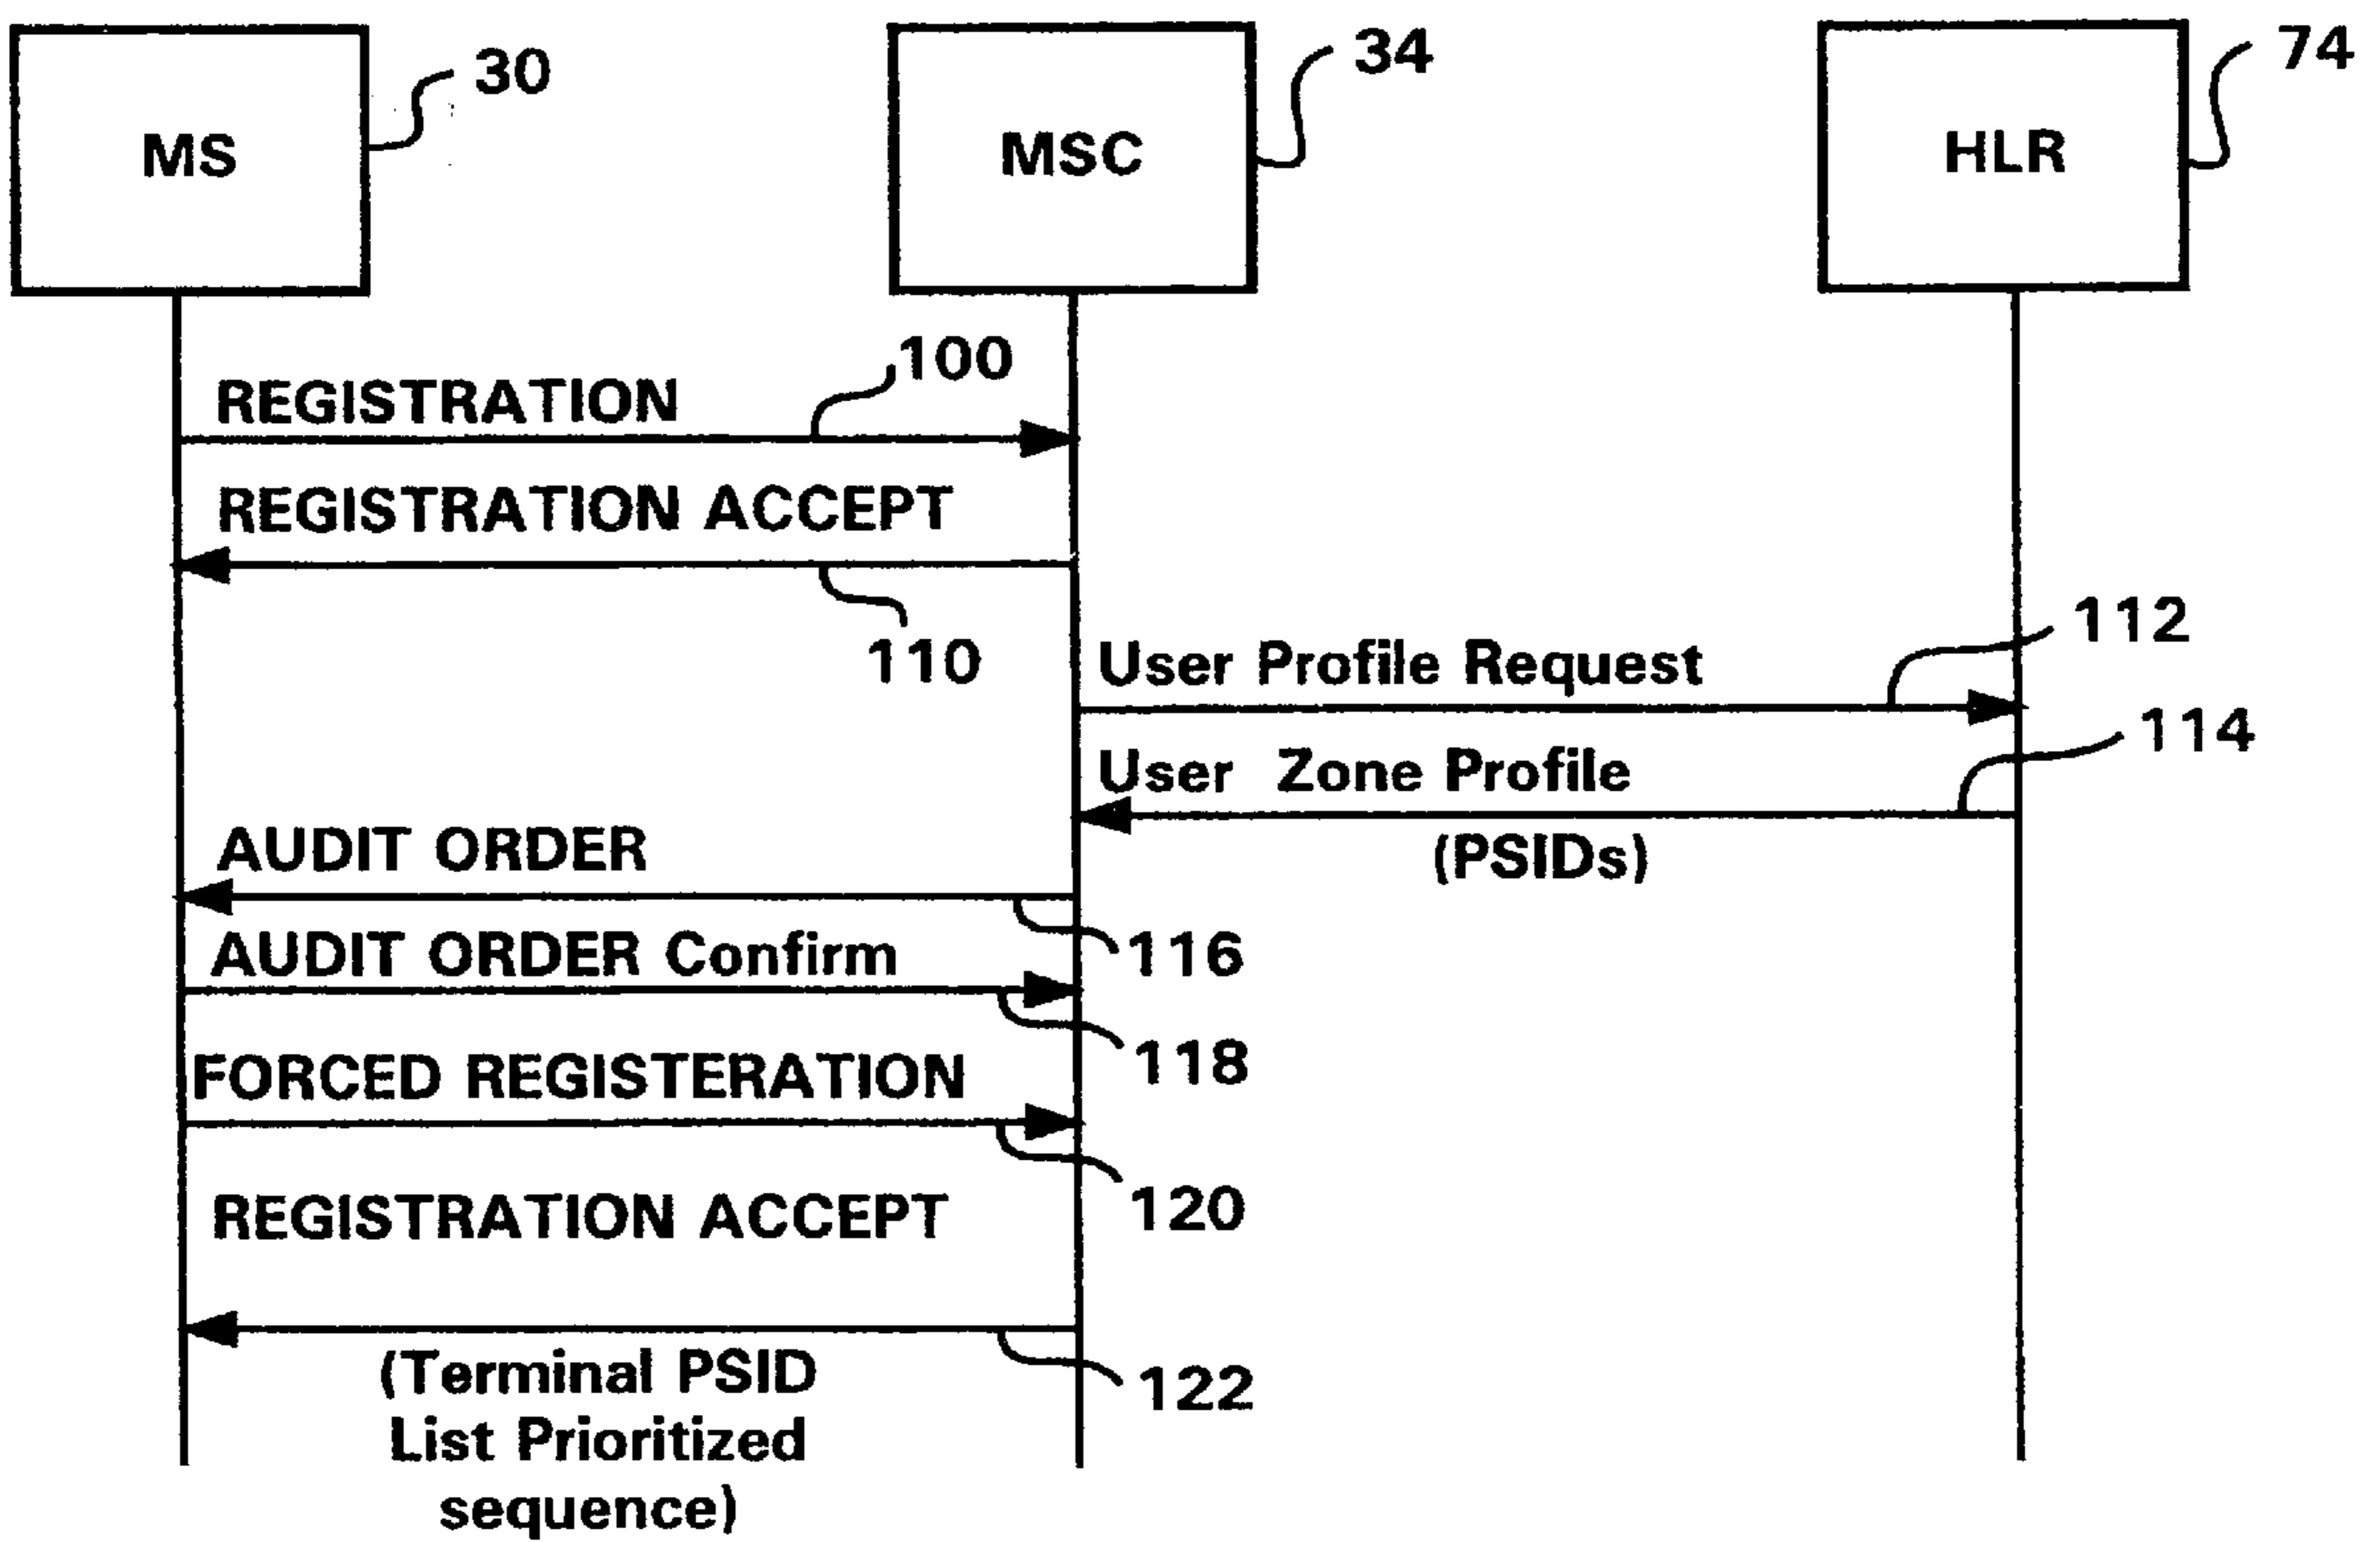 30
34
74
MS
MSC
HLR
100
REGISTRATION
REGISTRATION ACCEPT
110
112
User Profile Request
114
User Zone Profile
(PSIDs)
AUDIT ORDER
116
AUDIT ORDER Confirm
118
FORCED REGISTERATION
120
REGISTRATION ACCEPT
122
(Terminal PSID
List Prioritized
sequence)